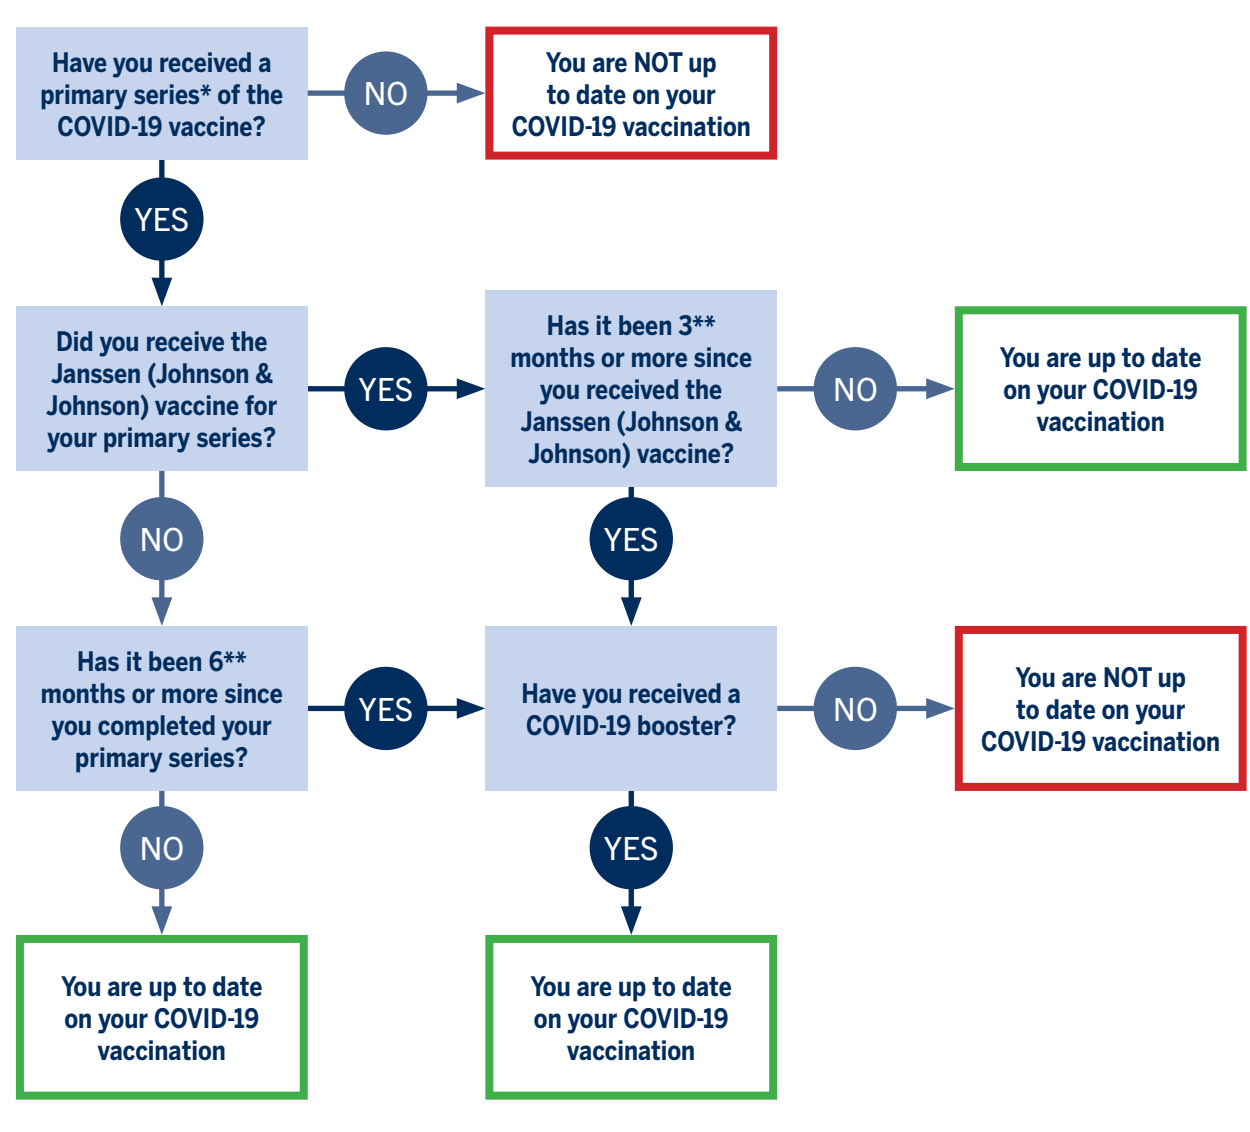 Have you received a
primary series* of the
COVID-19 vaccine?
NO
You are NOT up
to date on your
COVID-19 vaccination
YES
Did you receive the
Janssen (Johnson &
Johnson) vaccine for
your primary series?
YES
Has it been 3**
months or more since
you received the
Janssen (Johnson &
Johnson) vaccine?
NO
You are up to date
on your COVID-19
vaccination
NO
YES
Has it been 6**
months or more since
you completed your
primary series?
YES
Have you received a
COVID-19 booster?
NO
You are NOT up
to date on your
COVID-19 vaccination
NO
YES
You are up to date
on your COVID-19
vaccination
You are up to date
on your COVID-19
vaccination